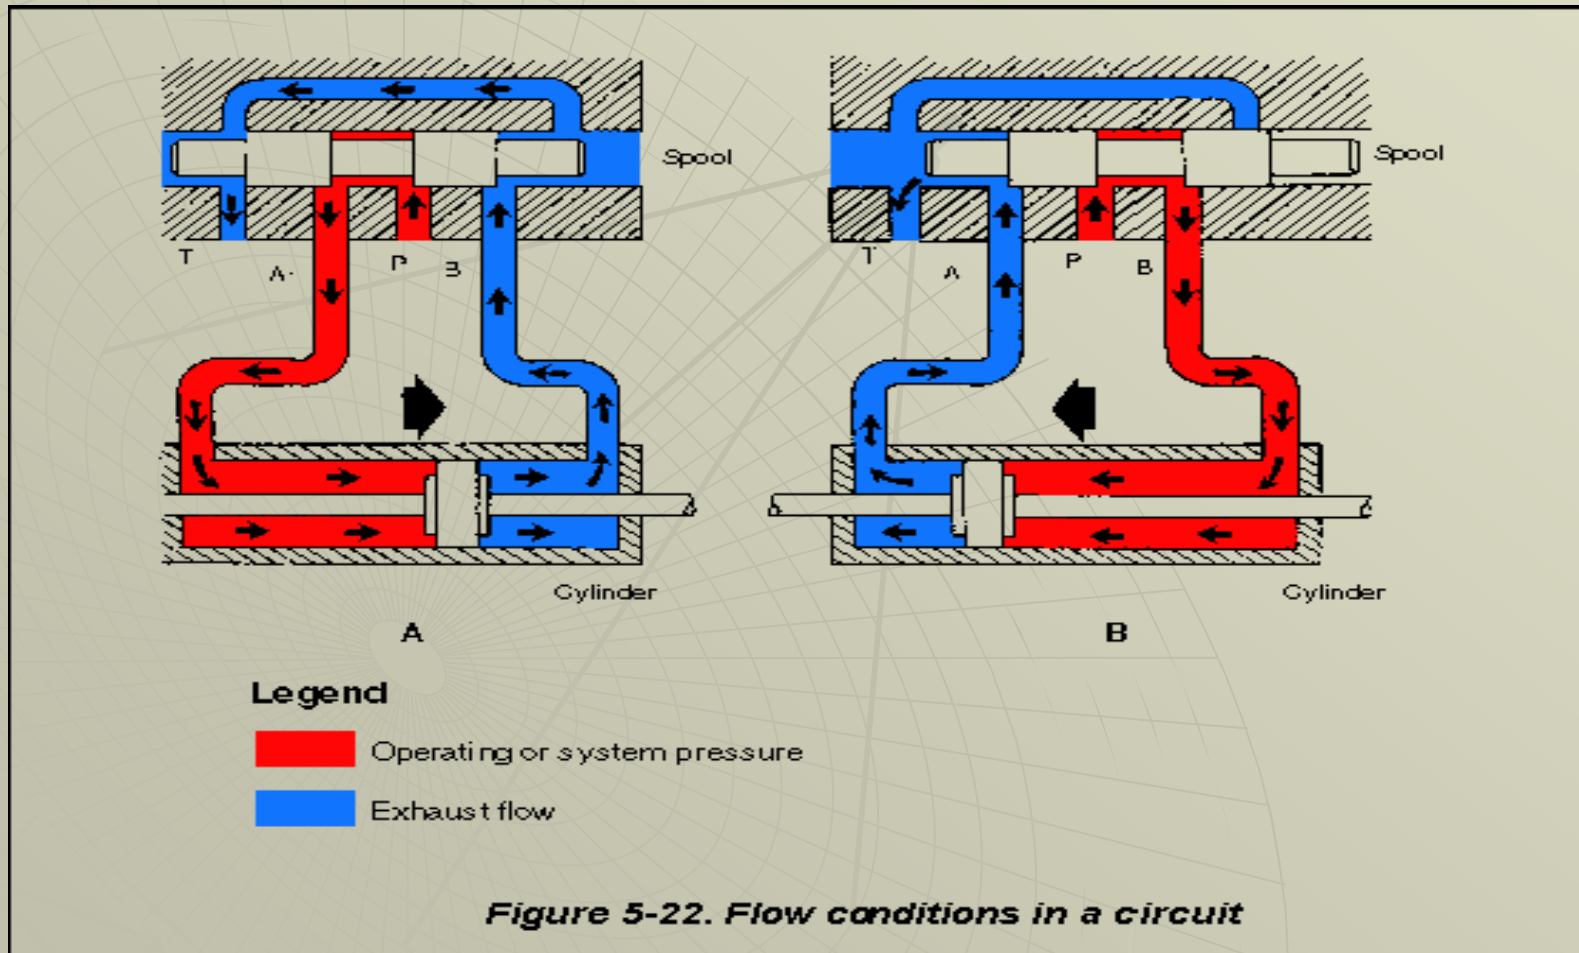 Spool
Spool
T
A
P
B
T
A
P
B
Cylinder
Cylinder
A
B
Legend
Operating or system pressure
Exhaust flow
Figure 5-22. Flow conditions in a circuit